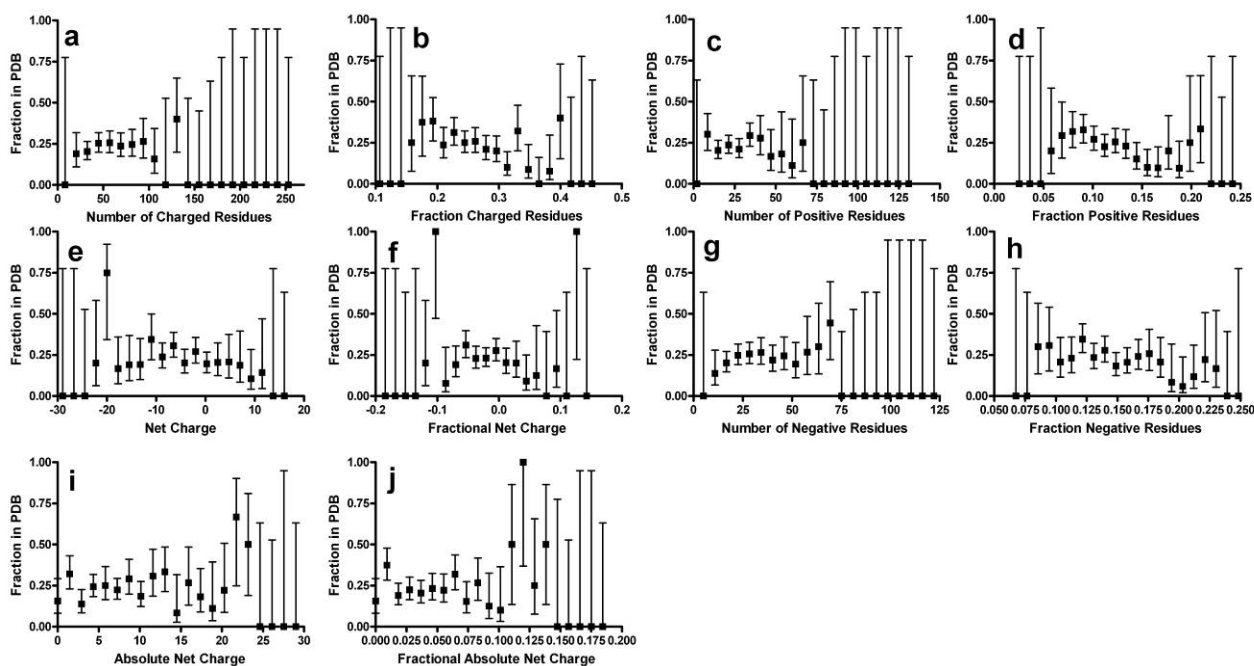 a
Fraction in PDB
1.00
0.75
0.50
0.25
0.00
0 50 100 150 200 250
Number of Charged Residues
b
Fraction in PDB
1.00
0.75
0.50
0.25
0.00
0.1 0.2 0.3 0.4 0.5
Fraction Charged Residues
c
Fraction in PDB
1.00
0.75
0.50
0.25
0.00
0 25 50 75 100 125 150
Number of Positive Residues
d
Fraction in PDB
1.00
0.75
0.50
0.25
0.00
0.00 0.05 0.10 0.15 0.20 0.25
Fraction Positive Residues
e
Fraction in PDB
1.00
0.75
0.50
0.25
0.00
-30 -20 -10 0 10 20
Net Charge
f
Fraction in PDB
1.00
0.75
0.50
0.25
0.00
-0.2 -0.1 0.0 0.1 0.2
Fractional Net Charge
g
Fraction in PDB
1.00
0.75
0.50
0.25
0.00
0 25 50 75 100 125
Number of Negative Residues
h
Fraction in PDB
1.00
0.75
0.50
0.25
0.00
0.050 0.075 0.100 0.125 0.150 0.175 0.200 0.225 0.250
Fraction Negative Residues
i
Fraction in PDB
1.00
0.75
0.50
0.25
0.00
0 5 10 15 20 25 30
Absolute Net Charge
j
Fraction in PDB
1.00
0.75
0.50
0.25
0.00
0.000 0.025 0.050 0.075 0.100 0.125 0.150 0.175 0.200
Fractional Absolute Net Charge